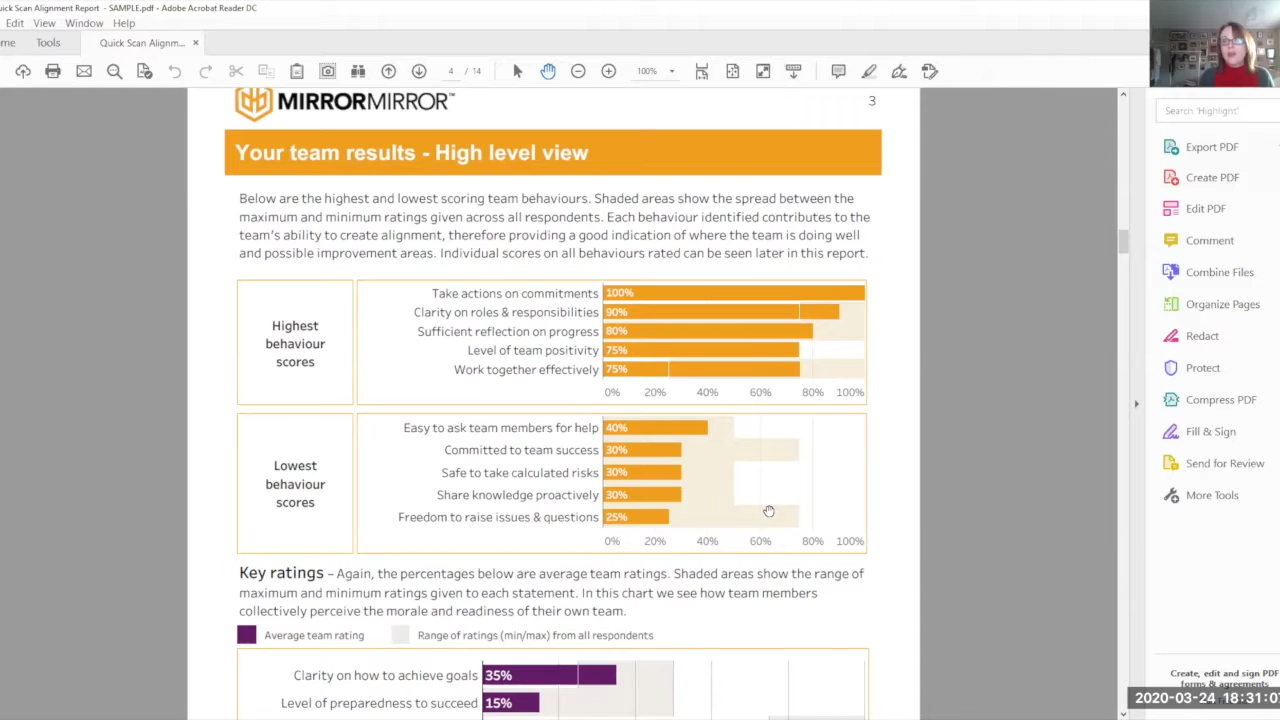 Quick Scan Alignment Report - SAMPLE.pdf - Adobe Acrobat Reader DC
Edit View Window Help
me Tools Quick Scan Alignm... ×
4 / 14 100%
MIRRORMIRROR™
3
Your team results - High level view
Below are the highest and lowest scoring team behaviours. Shaded areas show the spread between the
maximum and minimum ratings given across all respondents. Each behaviour identified contributes to the
team's ability to create alignment, therefore providing a good indication of where the team is doing well
and possible improvement areas. Individual scores on all behaviours rated can be seen later in this report.
Highest
behaviour
scores
Take actions on commitments 100%
Clarity on roles & responsibilities 90%
Sufficient reflection on progress 80%
Level of team positivity 75%
Work together effectively 75%
0% 20% 40% 60% 80% 100%
Lowest
behaviour
scores
Easy to ask team members for help 40%
Committed to team success 30%
Safe to take calculated risks 30%
Share knowledge proactively 30%
Freedom to raise issues & questions 25%
0% 20% 40% 60% 80% 100%
Key ratings – Again, the percentages below are average team ratings. Shaded areas show the range of
maximum and minimum ratings given to each statement. In this chart we see how team members
collectively perceive the morale and readiness of their own team.
Average team rating Range of ratings (min/max) from all respondents
Clarity on how to achieve goals 35%
Level of preparedness to succeed 15%
Search 'Highlight'
Export PDF
Create PDF
Edit PDF
Comment
Combine Files
Organize Pages
Redact
Protect
Compress PDF
Fill & Sign
Send for Review
More Tools
Create, edit and sign PDF
forms & agreements
2020-03-24 18:31:07